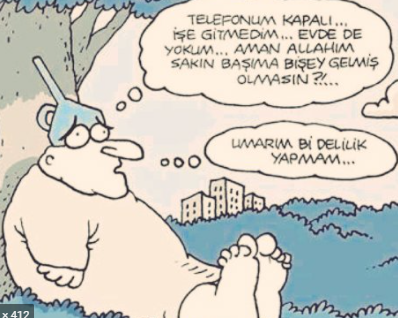 TELEFONUM KAPALI...
İŞE GİTMEDİM... EVDE DE
YOKUM... AMAN ALLAHIM
SAKIN BAŞIMA BİŞEY GELMİŞ
OLMASIN?!...
UMARIM Bİ DELİLİK
YAPMAM...
× 412